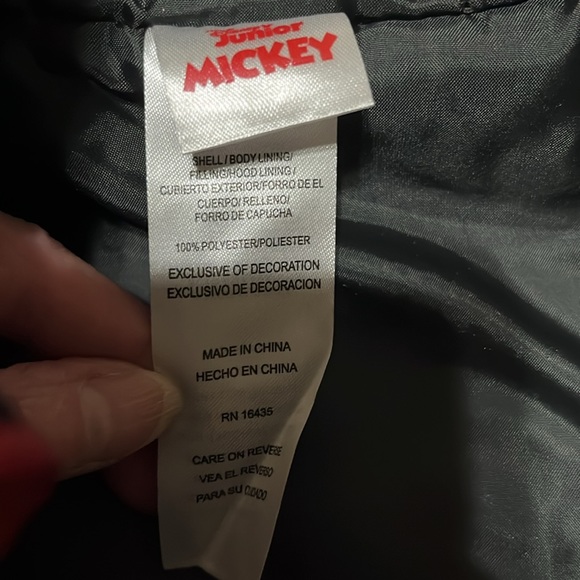 Junior
MICKEY
SHELL / BODY LINING/
FILLING/HOOD LINING /
CUBIERTO EXTERIOR/FORRO DE EL
CUERPO/ RELLENO/
FORRO DE CAPUCHA
100% POLYESTER/POLIESTER
EXCLUSIVE OF DECORATION
EXCLUSIVO DE DECORACION
MADE IN CHINA
HECHO EN CHINA
RN 16435
CARE ON REVERE
VEA EL REVERSO
PARA SU CUIDADO